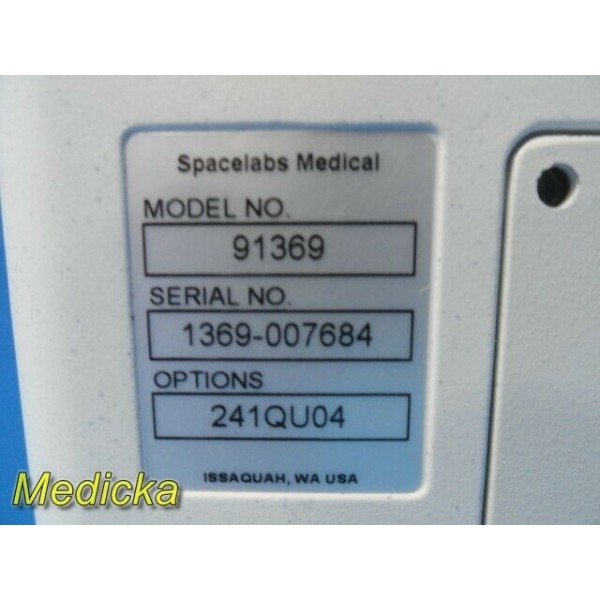 Spacelabs Medical
MODEL NO.
91369
SERIAL NO.
1369-007684
OPTIONS
241QU04
ISSAQUAH, WA USA
Medicka